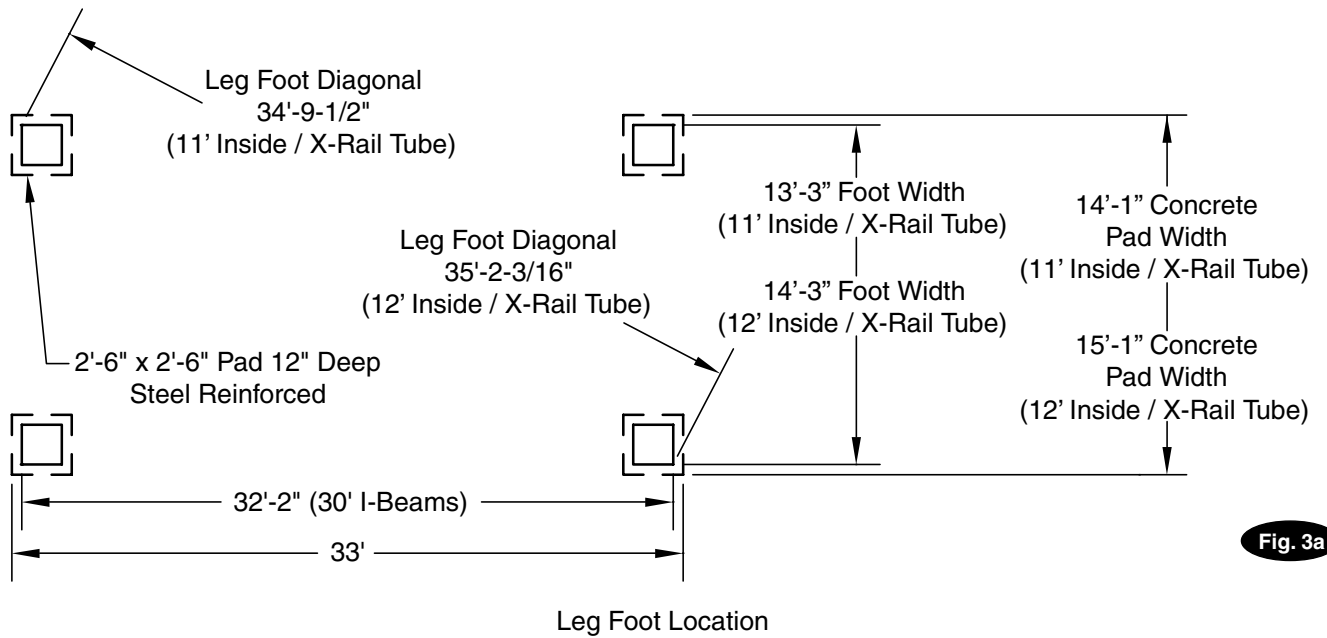 Leg Foot Diagonal
34'-9-1/2"
(11’ Inside / X-Rail Tube)
13'-3” Foot Width
(11’ Inside / X-Rail Tube)
14’-1” Concrete
Pad Width
(11’ Inside / X-Rail Tube)
Leg Foot Diagonal
35'-2-3/16"
(12’ Inside / X-Rail Tube)
14’-3” Foot Width
(12’ Inside / X-Rail Tube)
15’-1” Concrete
Pad Width
(12’ Inside / X-Rail Tube)
2'-6" x 2'-6" Pad 12" Deep
Steel Reinforced
32'-2" (30' I-Beams)
33'
Fig. 3a
Leg Foot Location